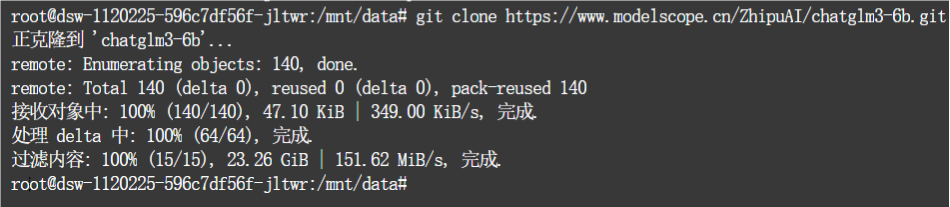 root@dsw-1120225-596c7df56f-jltwr:/mnt/data# git clone https://www.modelscope.cn/ZhipuAI/chatglm3-6b.git
正克隆到 'chatglm3-6b'...
remote: Enumerating objects: 140, done.
remote: Total 140 (delta 0), reused 0 (delta 0), pack-reused 140
接收对象中: 100% (140/140), 47.10 KiB | 349.00 KiB/s, 完成.
处理 delta 中: 100% (64/64), 完成.
过滤内容: 100% (15/15), 23.26 GiB | 151.62 MiB/s, 完成.
root@dsw-1120225-596c7df56f-jltwr:/mnt/data#